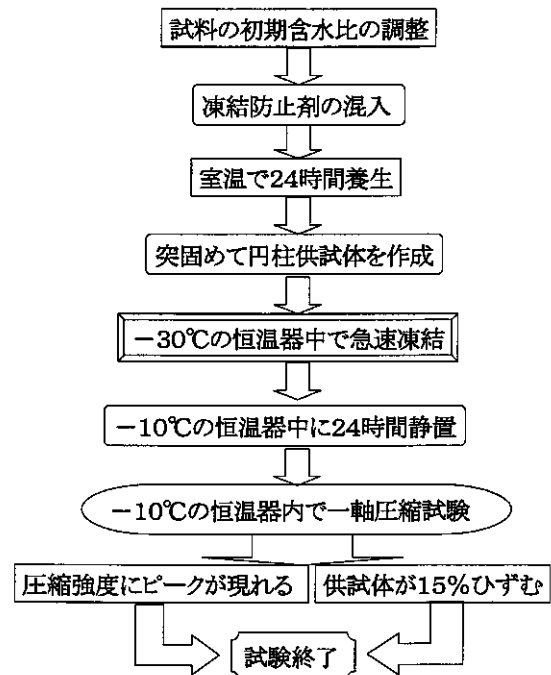 試料の初期含水比の調整
凍結防止剤の混入
室温で24時間養生
突固めて円柱供試体を作成
－30℃の恒温器中で急速凍結
－10℃の恒温器中に24時間静置
－10℃の恒温器内で一軸圧縮試験
圧縮強度にピークが現れる
供試体が15%ひずむ
試験終了